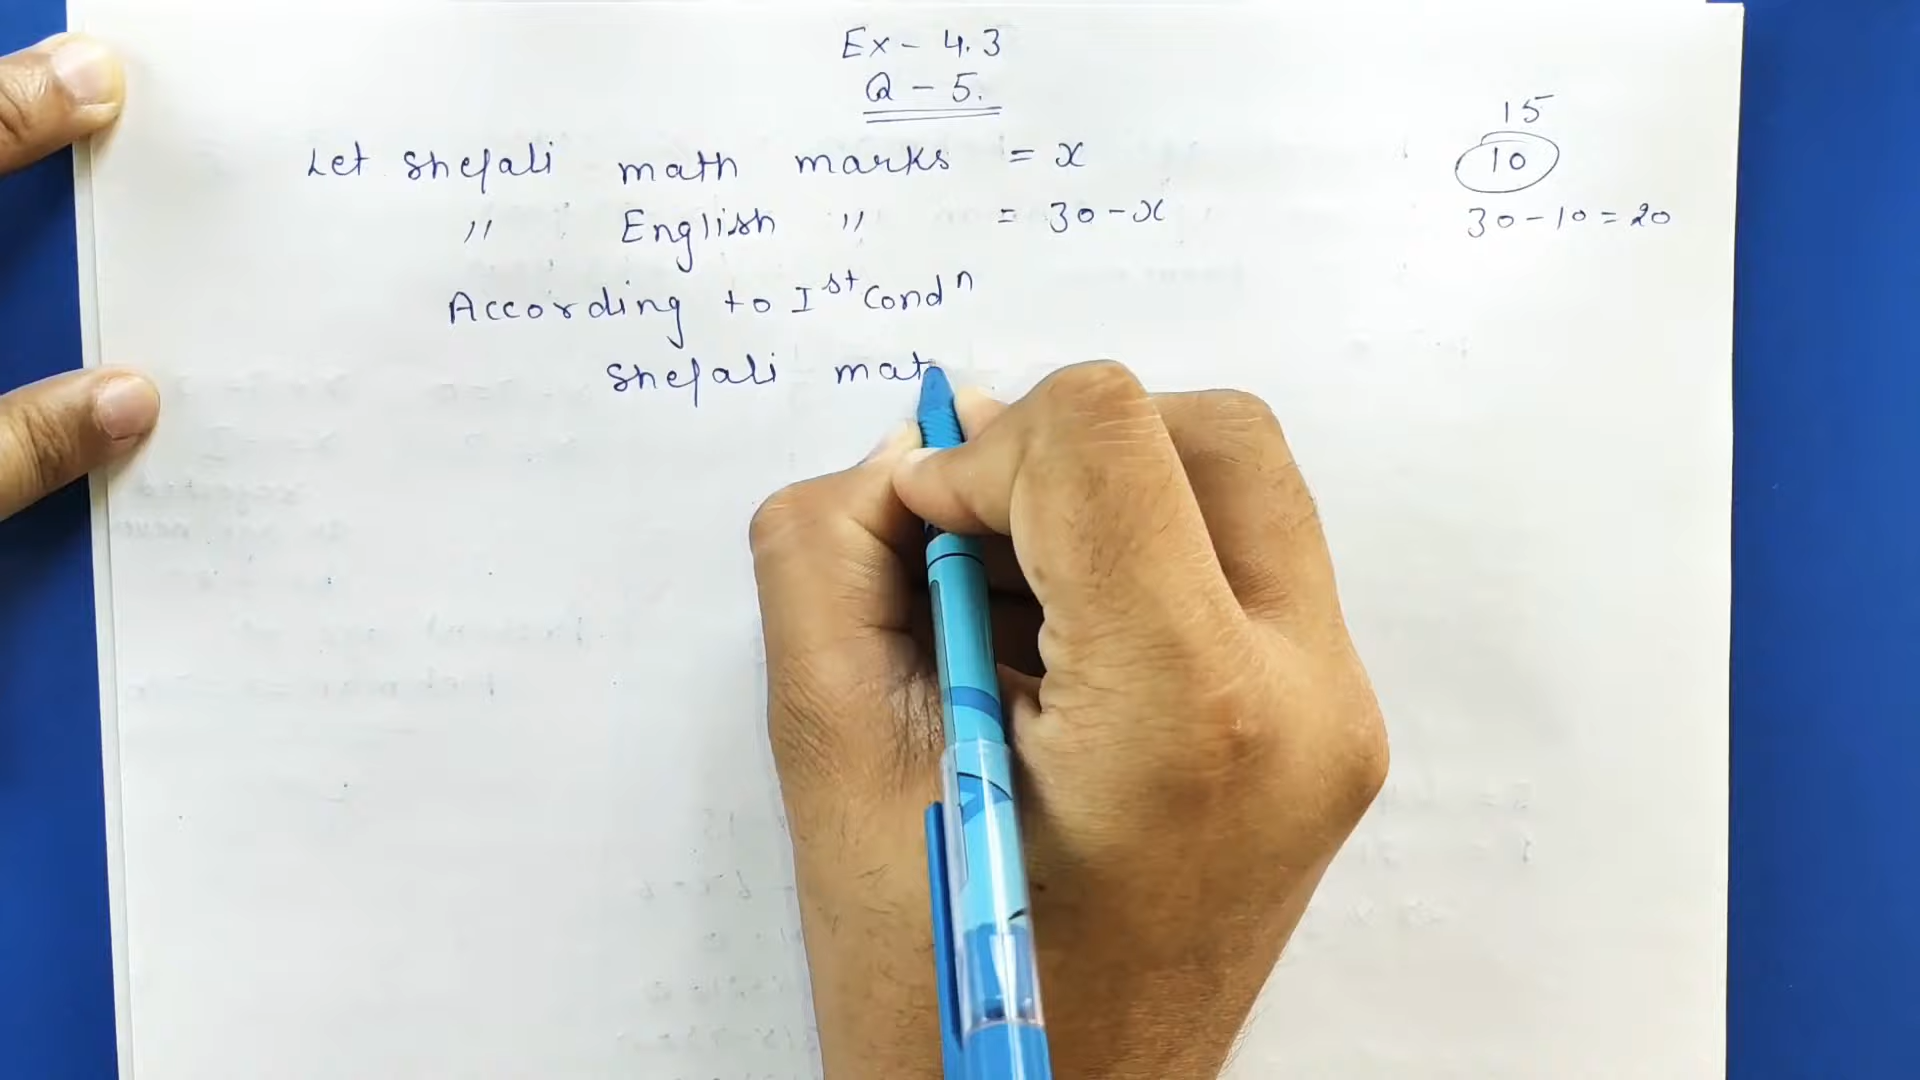 Ex - 4.3
Q - 5.
Let Shefali math marks = x
" English " = 30 - x
According to Ist Condn
Shefali mat
15
10
30 - 10 = 20